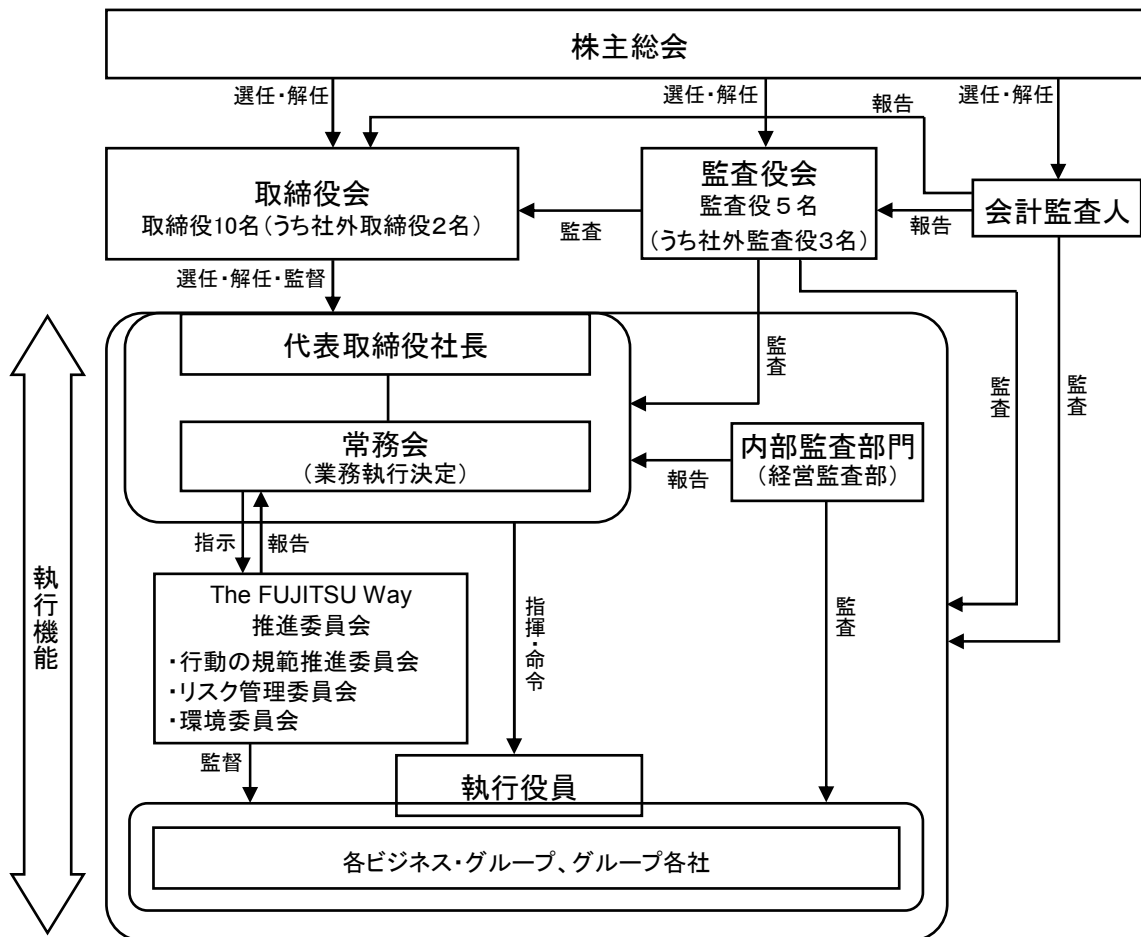 株主総会
選任・解任
選任・解任
報告
選任・解任
取締役会
取締役10名(うち社外取締役2名)
監査
監査役会
監査役5名
(うち社外監査役3名)
報告
会計監査人
選任・解任・監督
代表取締役社長
監査
監査
監査
常務会
(業務執行決定)
報告
内部監査部門
(経営監査部)
指示
報告
執行機能
The FUJITSU Way
推進委員会
・行動の規範推進委員会
・リスク管理委員会
・環境委員会
指揮・命令
監査
監督
執行役員
各ビジネス・グループ、グループ各社